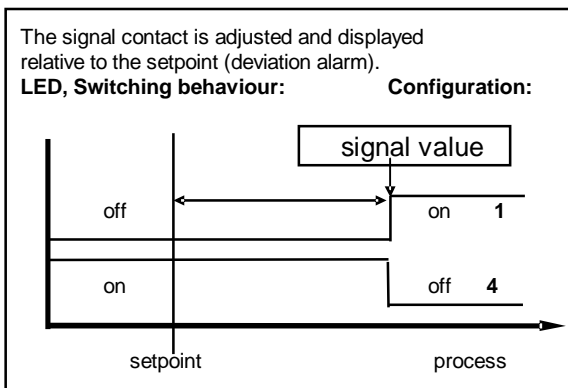 The signal contact is adjusted and displayed
relative to the setpoint (deviation alarm).
LED, Switching behaviour: Configuration:
signal value
off on 1
on off 4
setpoint process